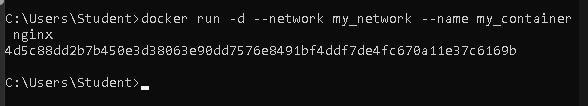 C:\Users\Student>docker run -d --network my_network --name my_container
nginx
4d5c88dd2b7b450e3d38063e90dd7576e8491bf4ddf7de4fc670a11e37c6169b
C:\Users\Student>